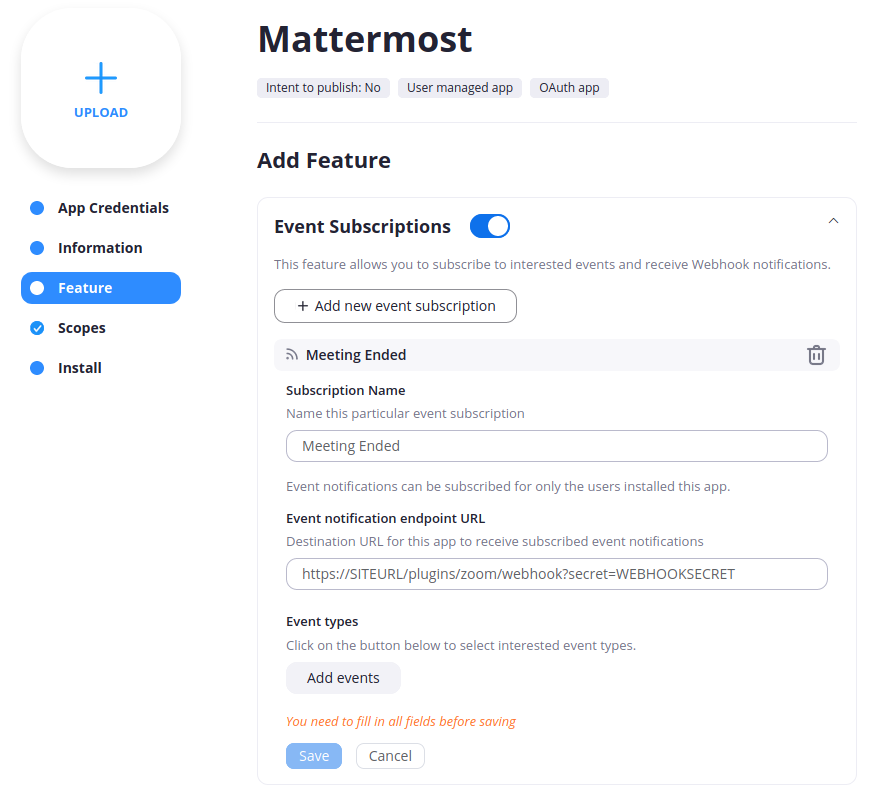 UPLOAD
App Credentials
Information
Feature
Scopes
Install
Mattermost
Intent to publish: No
User managed app
OAuth app
Add Feature
Event Subscriptions
This feature allows you to subscribe to interested events and receive Webhook notifications.
+ Add new event subscription
Meeting Ended
Subscription Name
Name this particular event subscription
Meeting Ended
Event notifications can be subscribed for only the users installed this app.
Event notification endpoint URL
Destination URL for this app to receive subscribed event notifications
https://SITEURL/plugins/zoom/webhook?secret=WEBHOOKSECRET
Event types
Click on the button below to select interested event types.
Add events
You need to fill in all fields before saving
Save
Cancel